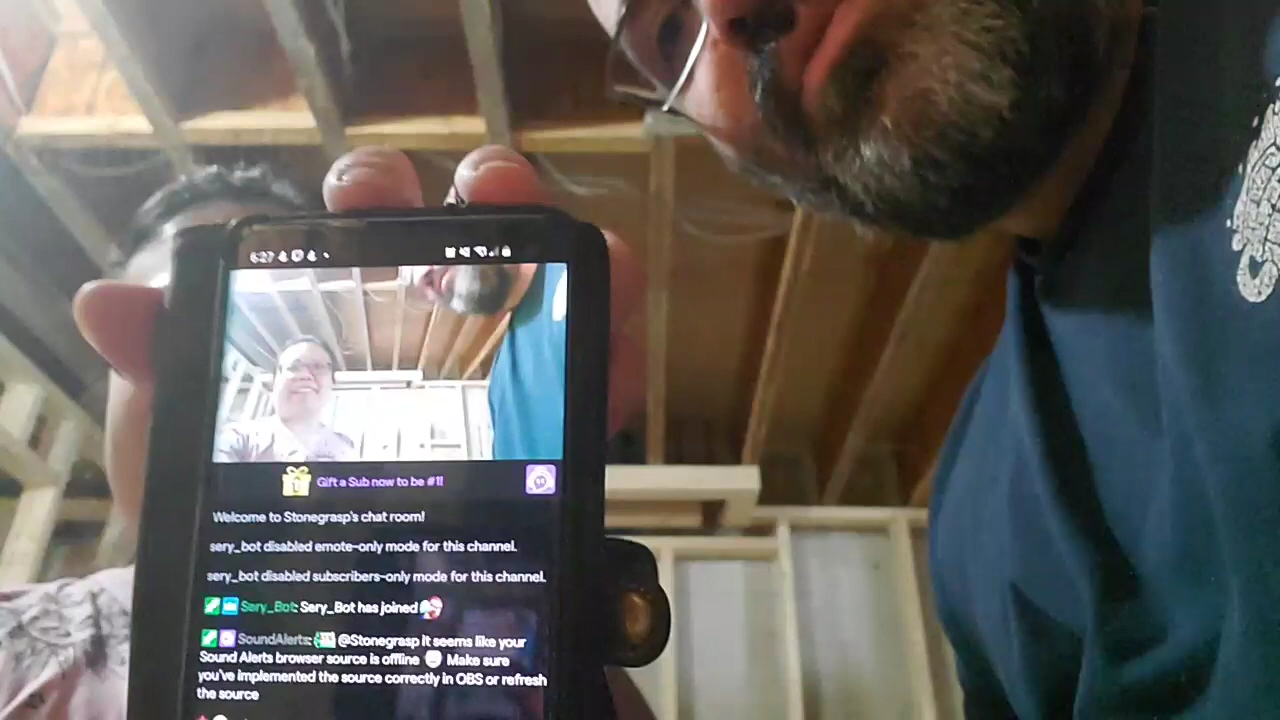 6:27
Gift a Sub now to be #1!
Welcome to Stonegrasp's chat room!
sery_bot disabled emote-only mode for this channel.
sery_bot disabled subscribers-only mode for this channel.
Sery_Bot: Sery_Bot has joined
SoundAlerts: @Stonegrasp it seems like your
Sound Alerts browser source is offline Make sure
you've implemented the source correctly in OBS or refresh
the source